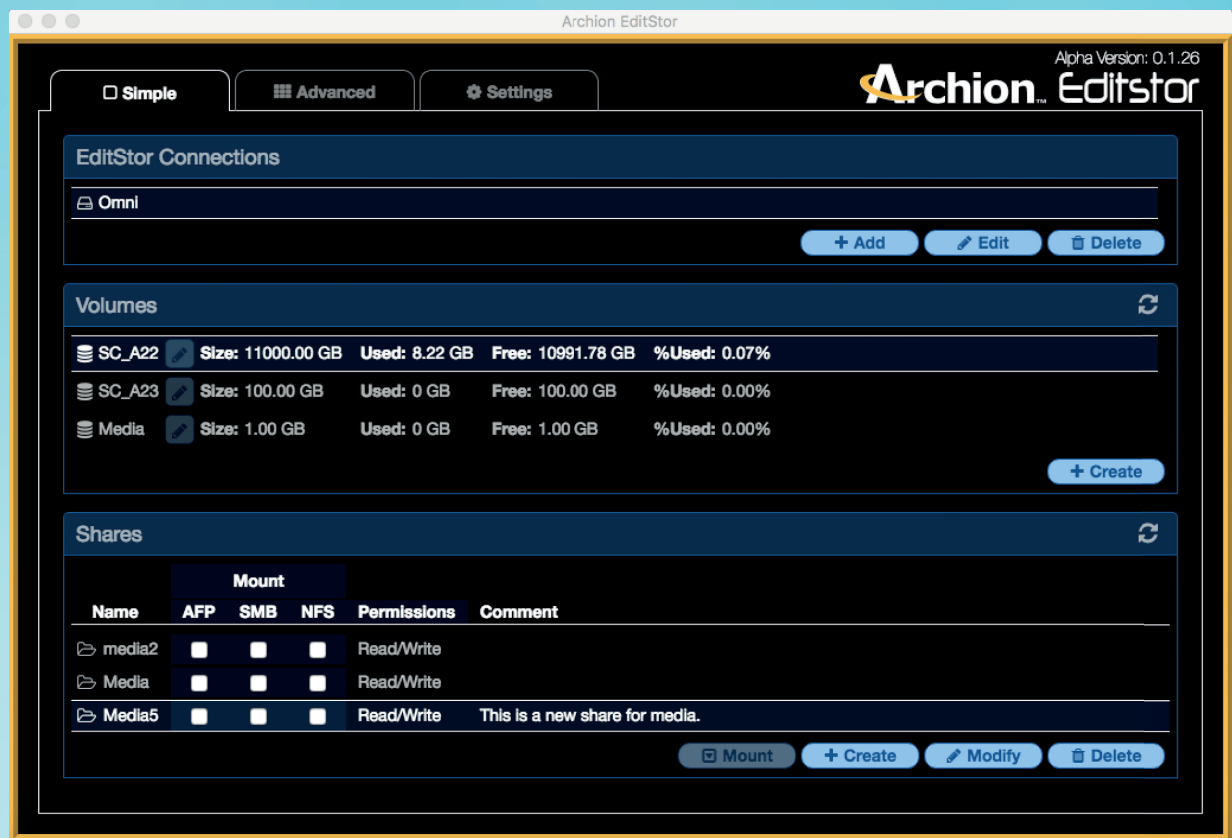 Archion EditStor
Alpha Version: 0.1.26
Simple Advanced Settings Archion™ Editstor
EditStor Connections
Omni
+ Add Edit Delete
Volumes
SC_A22 Size: 11000.00 GB Used: 8.22 GB Free: 10991.78 GB %Used: 0.07%
SC_A23 Size: 100.00 GB Used: 0 GB Free: 100.00 GB %Used: 0.00%
Media Size: 1.00 GB Used: 0 GB Free: 1.00 GB %Used: 0.00%
+ Create
Shares
Mount
Name AFP SMB NFS Permissions Comment
media2 Read/Write
Media Read/Write
Media5 Read/Write This is a new share for media.
Mount + Create Modify Delete